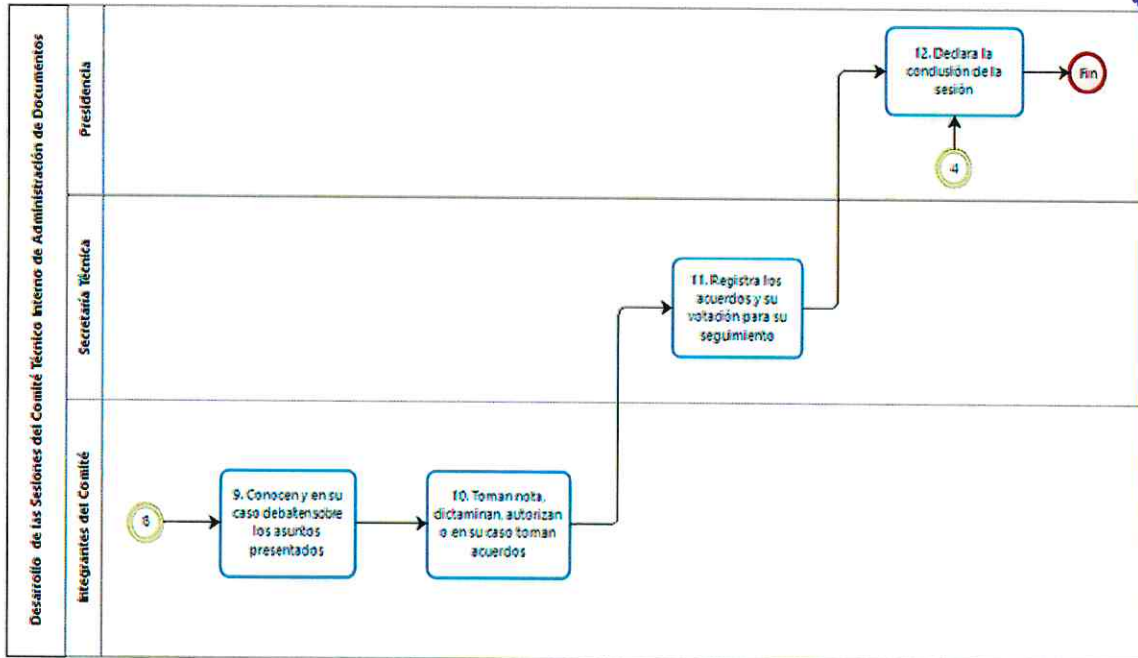 Desarrollo de las Sesiones del Comité Técnico Interno de Administración de Documentos
Presidencia
12. Declara la
conclusión de la
sesión
Fin
4
Secretaría Técnica
11. Registra los
acuerdos y su
votación para su
seguimiento
Integrantes del Comité
9. Conocen y en su
caso debaten sobre
los asuntos
presentados
10. Toman nota,
dictaminan, autorizan
o en su caso toman
acuerdos